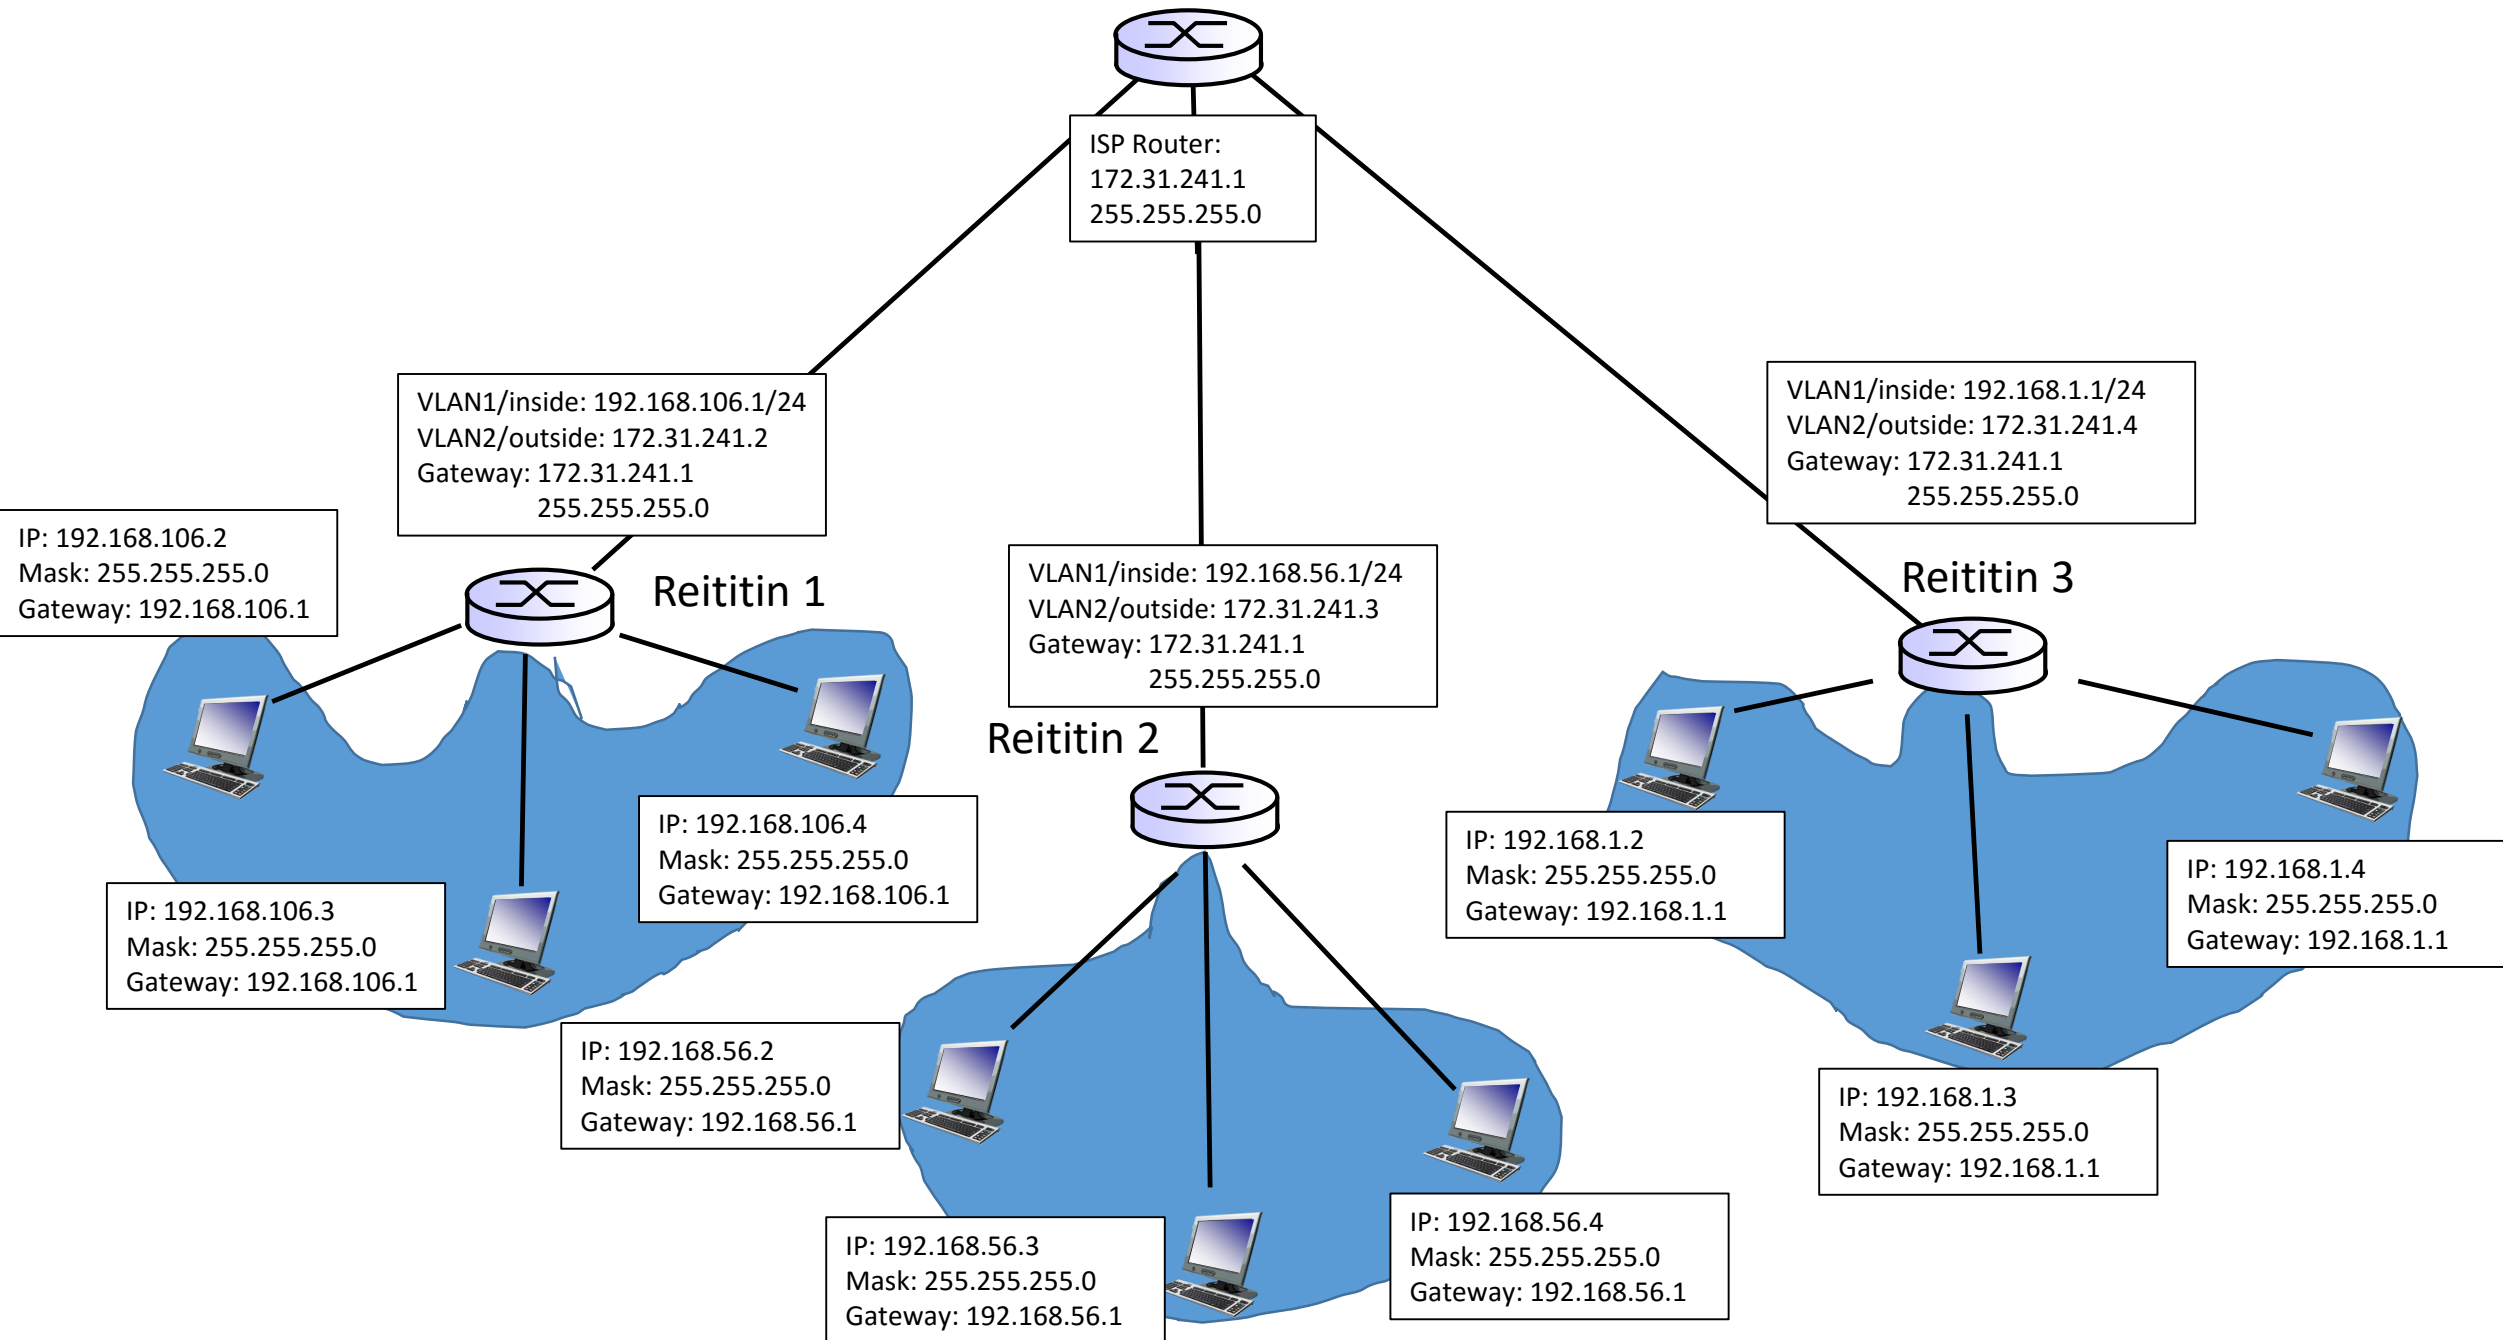 ISP Router:
172.31.241.1
255.255.255.0
VLAN1/inside: 192.168.106.1/24
VLAN2/outside: 172.31.241.2
Gateway: 172.31.241.1
255.255.255.0
VLAN1/inside: 192.168.1.1/24
VLAN2/outside: 172.31.241.4
Gateway: 172.31.241.1
255.255.255.0
IP: 192.168.106.2
Mask: 255.255.255.0
Gateway: 192.168.106.1
Reititin 1
VLAN1/inside: 192.168.56.1/24
VLAN2/outside: 172.31.241.3
Gateway: 172.31.241.1
255.255.255.0
Reititin 3
Reititin 2
IP: 192.168.106.4
Mask: 255.255.255.0
Gateway: 192.168.106.1
IP: 192.168.1.2
Mask: 255.255.255.0
Gateway: 192.168.1.1
IP: 192.168.1.4
Mask: 255.255.255.0
Gateway: 192.168.1.1
IP: 192.168.106.3
Mask: 255.255.255.0
Gateway: 192.168.106.1
IP: 192.168.56.2
Mask: 255.255.255.0
Gateway: 192.168.56.1
IP: 192.168.1.3
Mask: 255.255.255.0
Gateway: 192.168.1.1
IP: 192.168.56.4
Mask: 255.255.255.0
Gateway: 192.168.56.1
IP: 192.168.56.3
Mask: 255.255.255.0
Gateway: 192.168.56.1